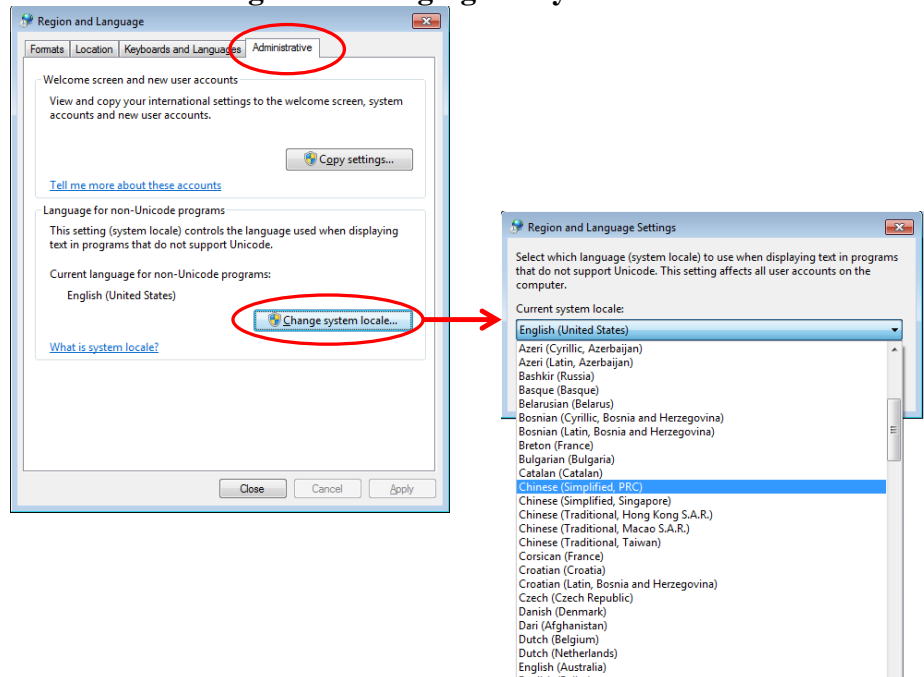 Region and Language
Formats Location Keyboards and Languages Administrative
Welcome screen and new user accounts
View and copy your international settings to the welcome screen, system
accounts and new user accounts.
Copy settings...
Tell me more about these accounts
Language for non-Unicode programs
This setting (system locale) controls the language used when displaying
text in programs that do not support Unicode.
Current language for non-Unicode programs:
English (United States)
Change system locale...
What is system locale?
Close Cancel Apply
Region and Language Settings
Select which language (system locale) to use when displaying text in programs
that do not support Unicode. This setting affects all user accounts on the
computer.
Current system locale:
English (United States)
Azeri (Cyrillic, Azerbaijan)
Azeri (Latin, Azerbaijan)
Bashkir (Russia)
Basque (Basque)
Belarusian (Belarus)
Bosnian (Cyrillic, Bosnia and Herzegovina)
Bosnian (Latin, Bosnia and Herzegovina)
Breton (France)
Bulgarian (Bulgaria)
Catalan (Catalan)
Chinese (Simplified, PRC)
Chinese (Simplified, Singapore)
Chinese (Traditional, Hong Kong S.A.R.)
Chinese (Traditional, Macao S.A.R.)
Chinese (Traditional, Taiwan)
Corsican (France)
Croatian (Croatia)
Croatian (Latin, Bosnia and Herzegovina)
Czech (Czech Republic)
Danish (Denmark)
Dari (Afghanistan)
Dutch (Belgium)
Dutch (Netherlands)
English (Australia)